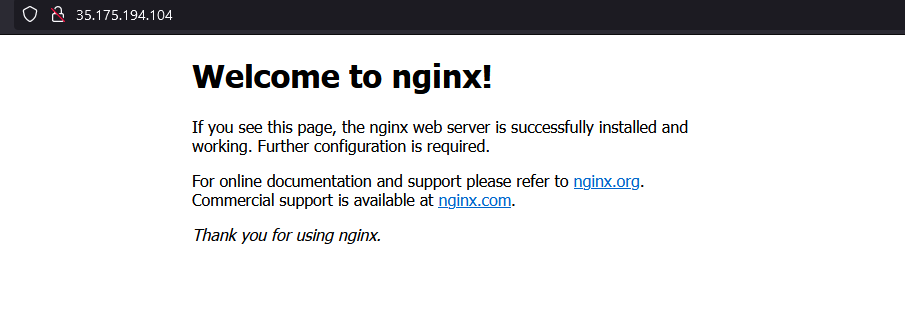 35.175.194.104
Welcome to nginx!
If you see this page, the nginx web server is successfully installed and
working. Further configuration is required.
For online documentation and support please refer to nginx.org.
Commercial support is available at nginx.com.
Thank you for using nginx.